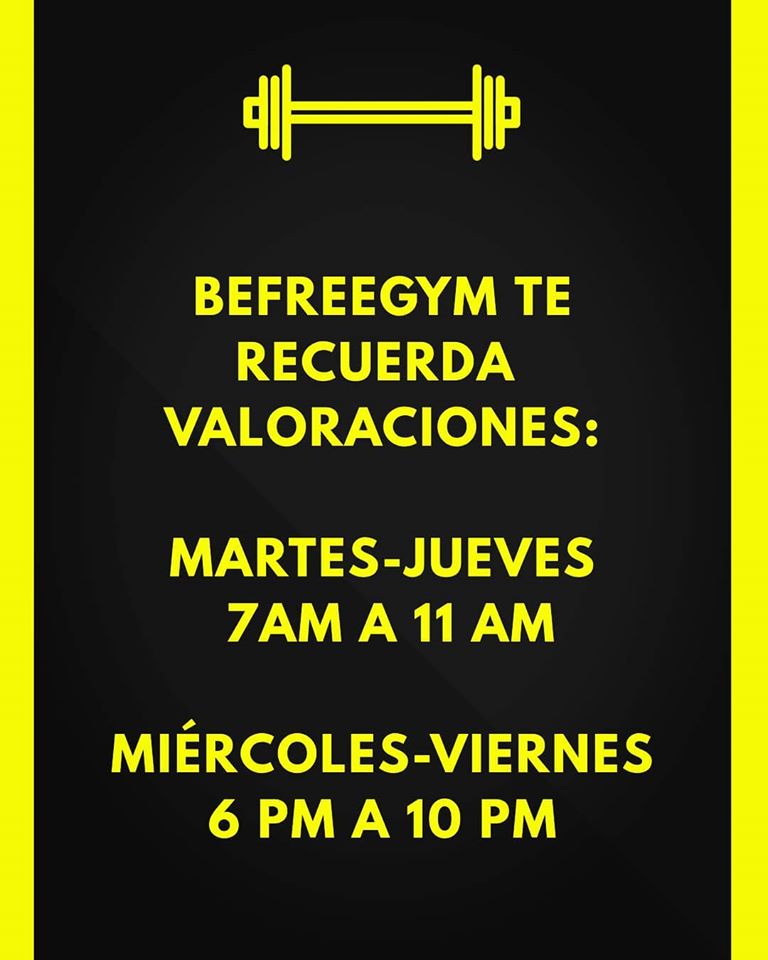 BEFREEGYM TE
RECUERDA
VALORACIONES:
MARTES-JUEVES
7AM A 11 AM
MIÉRCOLES-VIERNES
6 PM A 10 PM